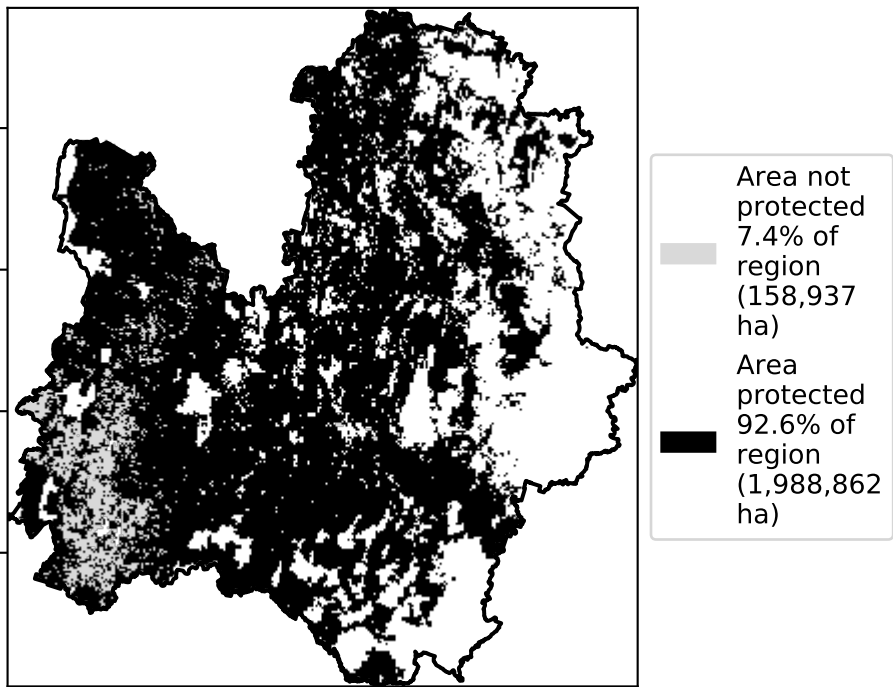 Area not
protected
7.4% of
region
(158,937
ha)
Area
protected
92.6% of
region
(1,988,862
ha)